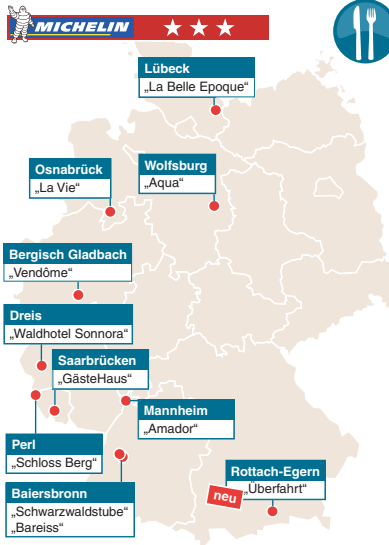 MICHELIN
Lübeck
„La Belle Epoque“
Osnabrück
„La Vie“
Wolfsburg
„Aqua“
Bergisch Gladbach
„Vendôme“
Dreis
„Waldhotel Sonnora“
Saarbrücken
„GästeHaus“
Mannheim
„Amador“
Perl
„Schloss Berg“
Baiersbronn
„Schwarzwaldstube“
„Bareiss“
Rottach-Egern
„Überfahrt“
neu